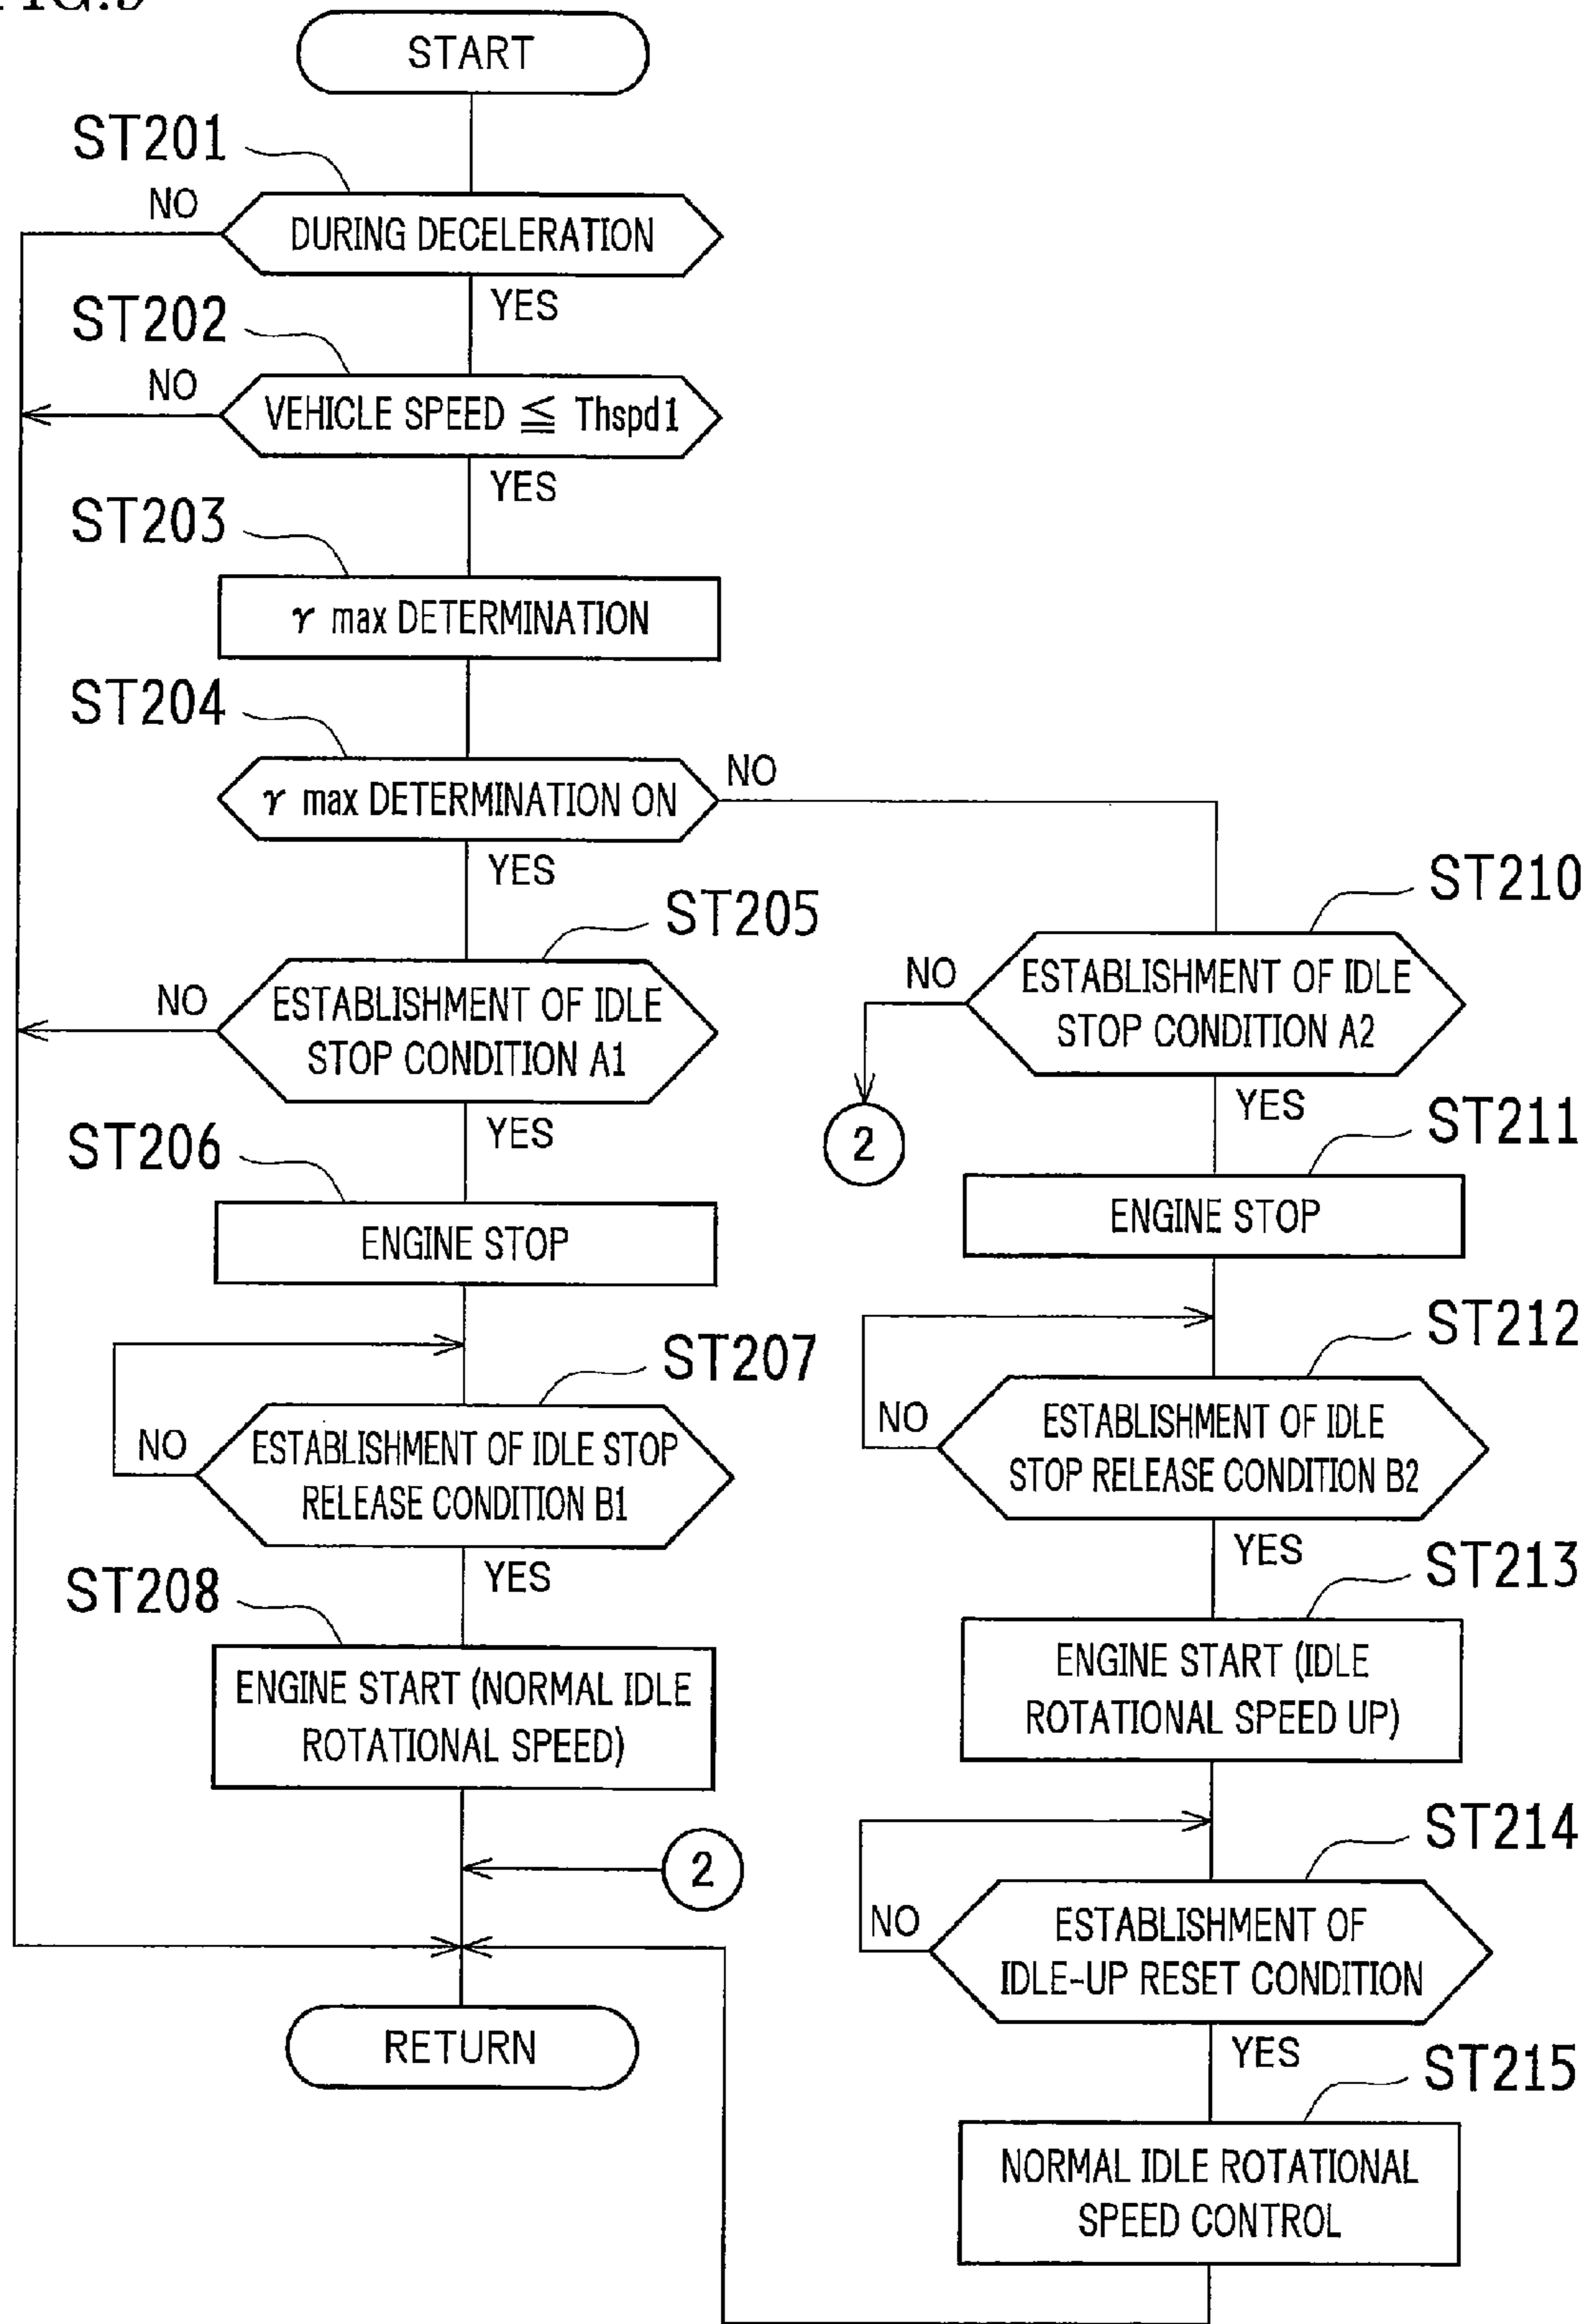 START
ST201
NO
DURING DECELERATION
YES
ST202
NO
VEHICLE SPEED ≦ Thspd1
YES
ST203
γ max DETERMINATION
ST204
γ max DETERMINATION ON
NO
YES
ST205
NO
ESTABLISHMENT OF IDLE
STOP CONDITION A1
YES
ST206
ENGINE STOP
ST207
NO
ESTABLISHMENT OF IDLE STOP
RELEASE CONDITION B1
YES
ST208
ENGINE START (NORMAL IDLE
ROTATIONAL SPEED)
2
RETURN
ST210
NO
ESTABLISHMENT OF IDLE
STOP CONDITION A2
YES
2
ST211
ENGINE STOP
ST212
NO
ESTABLISHMENT OF IDLE
STOP RELEASE CONDITION B2
YES
ST213
ENGINE START (IDLE
ROTATIONAL SPEED UP)
ST214
NO
ESTABLISHMENT OF
IDLE-UP RESET CONDITION
YES
ST215
NORMAL IDLE ROTATIONAL
SPEED CONTROL